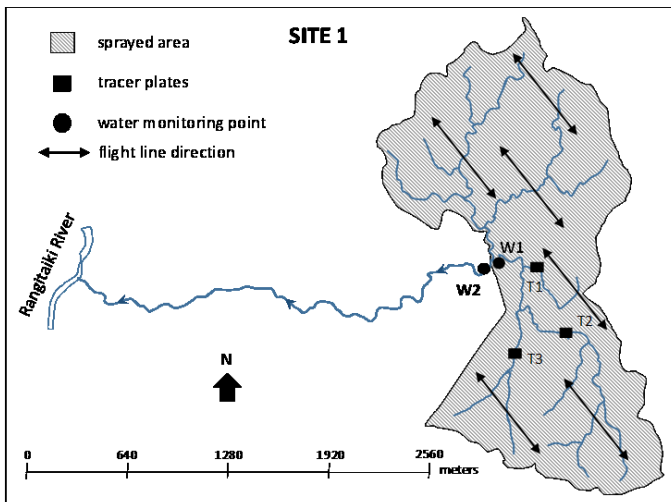 SITE 1
sprayed area
tracer plates
water monitoring point
flight line direction
Rangitaiki River
W1
W2
T1
T2
T3
N
0 640 1280 1920 2560
meters